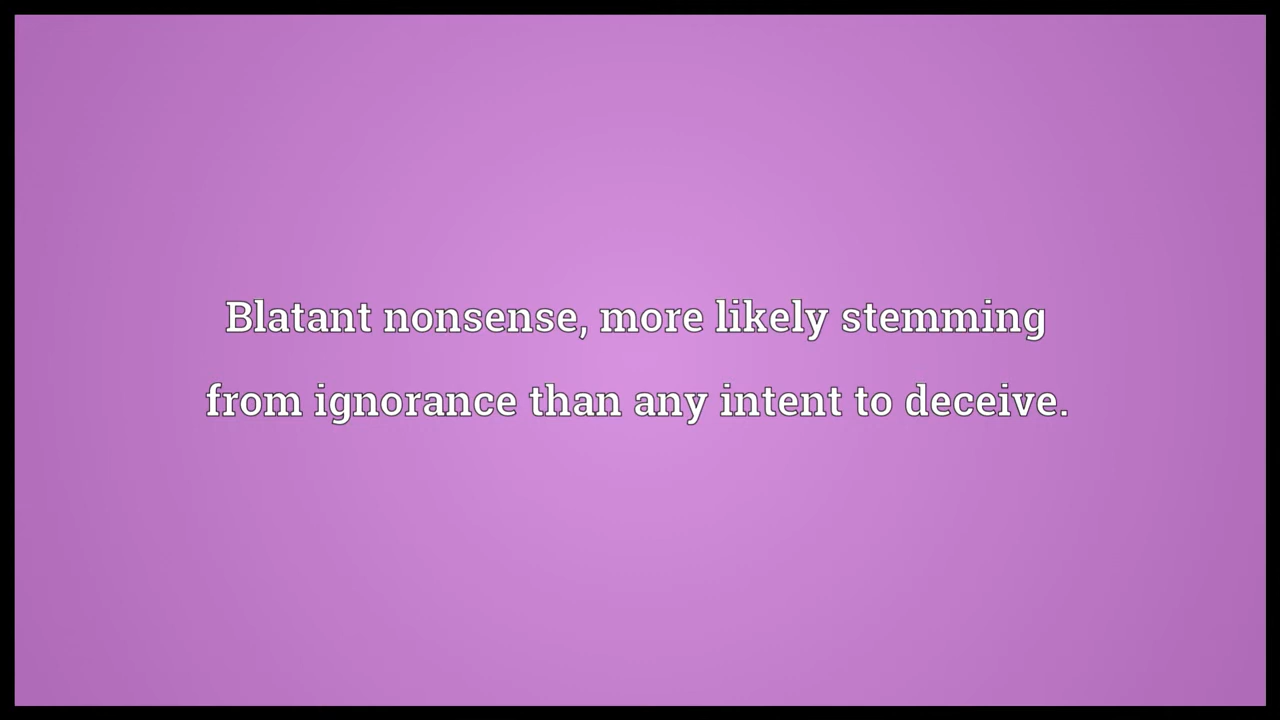 Blatant nonsense, more likely stemming
from ignorance than any intent to deceive.